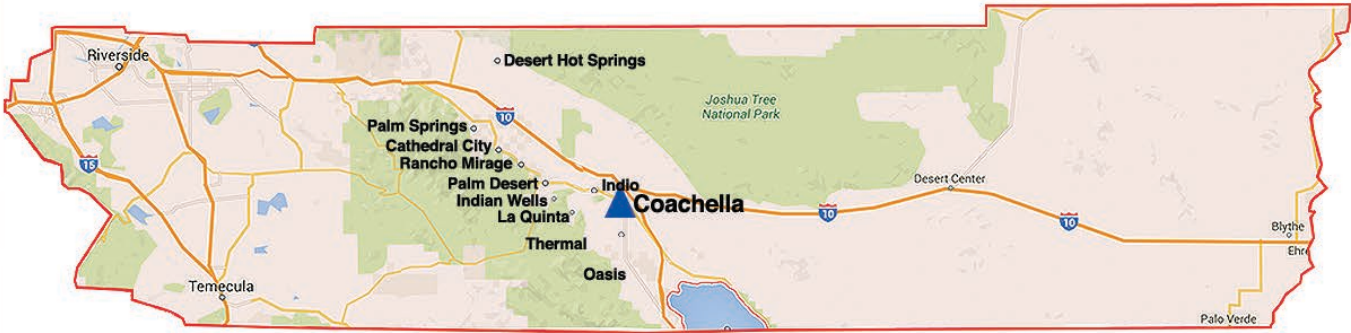 Riverside
Desert Hot Springs
10
Joshua Tree
National Park
Palm Springs
Cathedral City
15
Rancho Mirage
Desert Center
Palm Desert
Indio
Indian Wells
Coachella
La Quinta
10
10
Blythe
Thermal
Ehre
Oasis
Temecula
Palo Verde